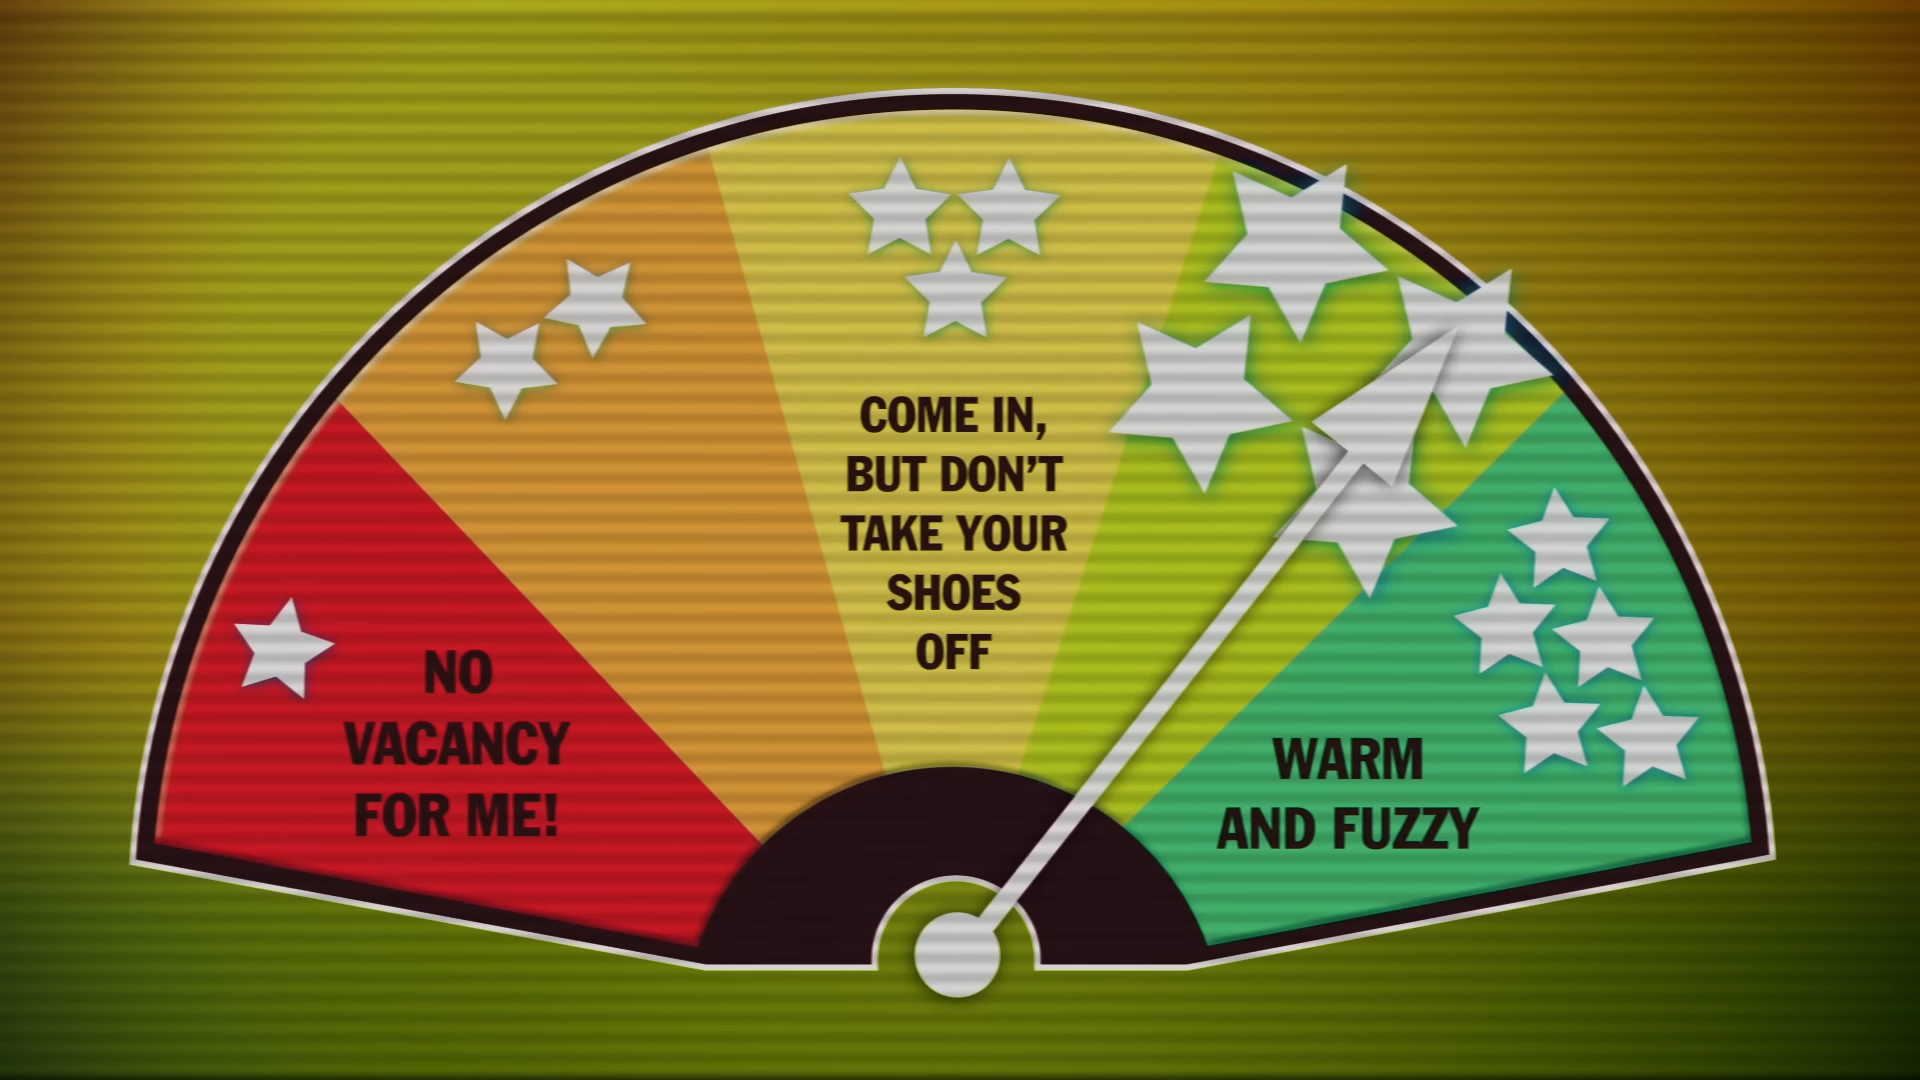 NO
VACANCY
FOR ME!
COME IN,
BUT DON'T
TAKE YOUR
SHOES
OFF
WARM
AND FUZZY